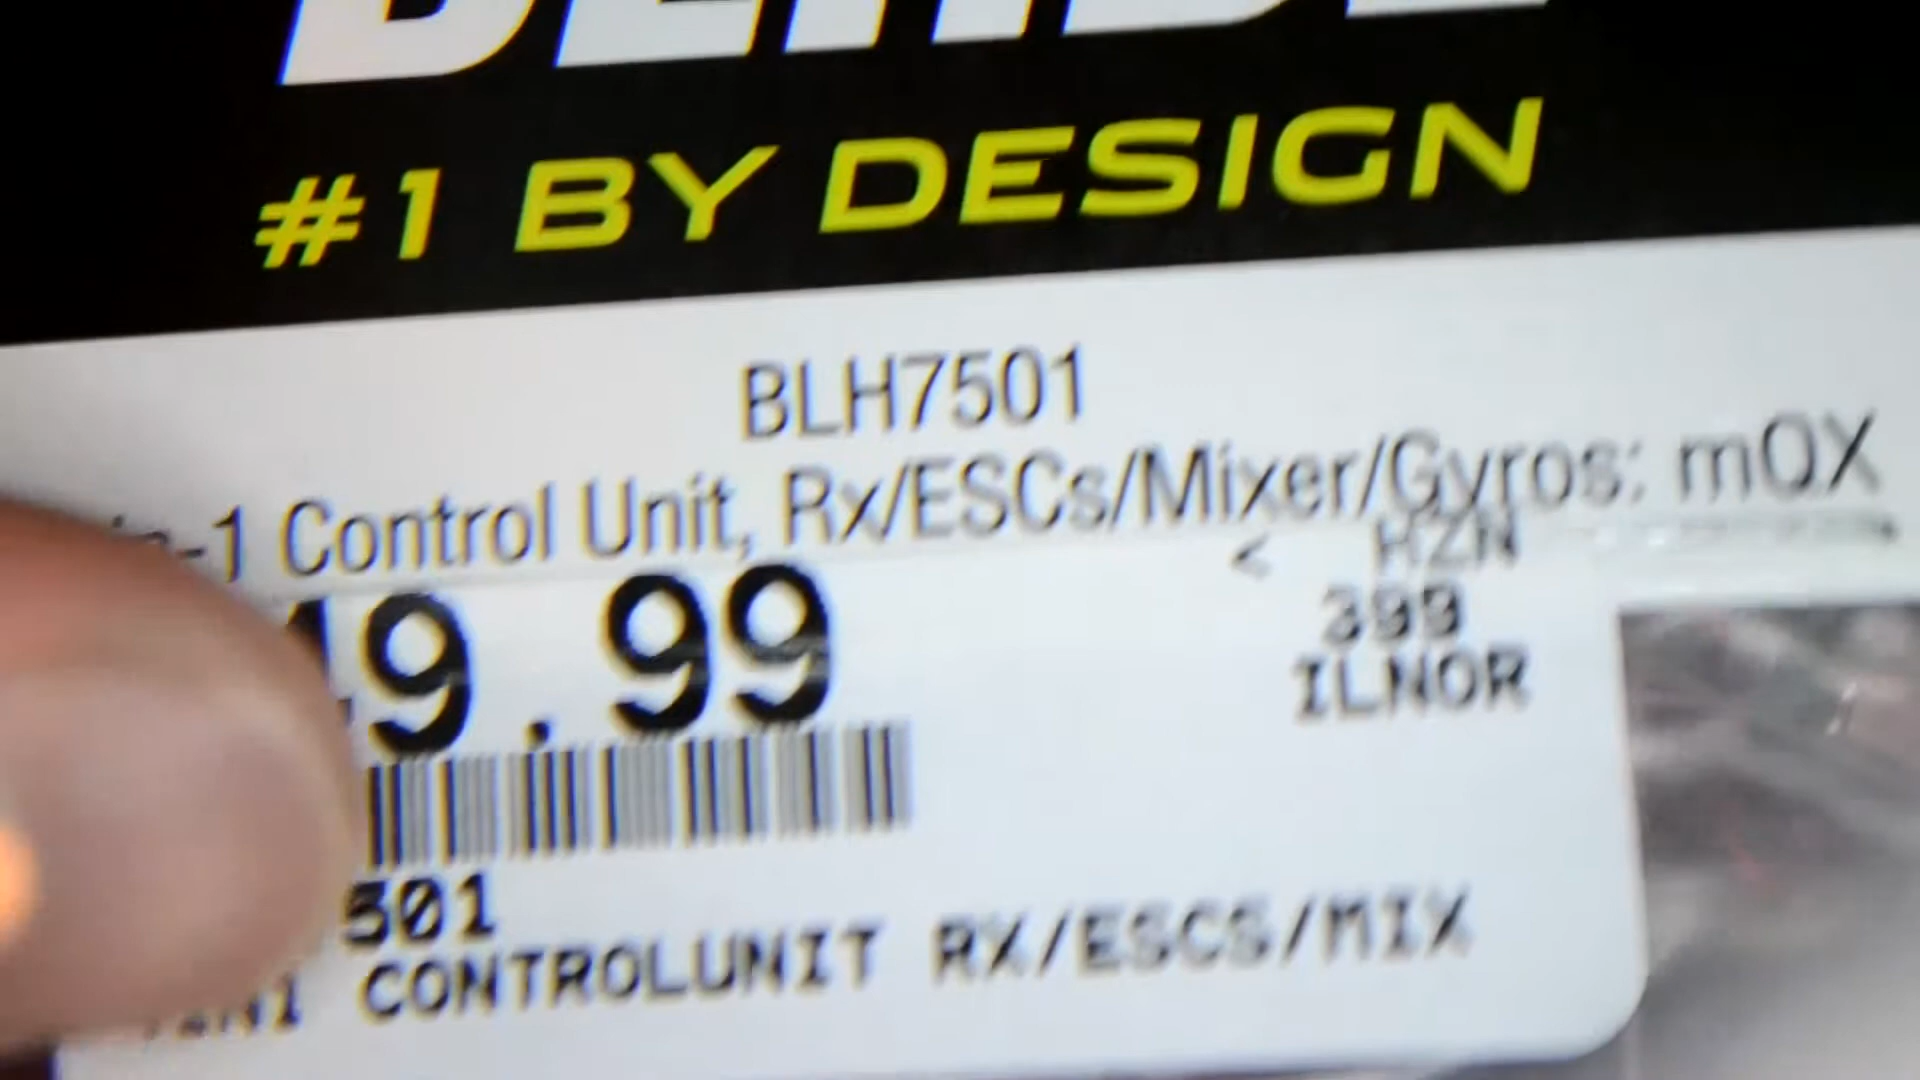 #1 BY DESIGN
BLH7501
-1 Control Unit, Rx/ESCs/Mixer/Gyros: mQX
< HZN
49.99
399
ILNOR
501
CONTROLUNIT RX/ESCS/MIX